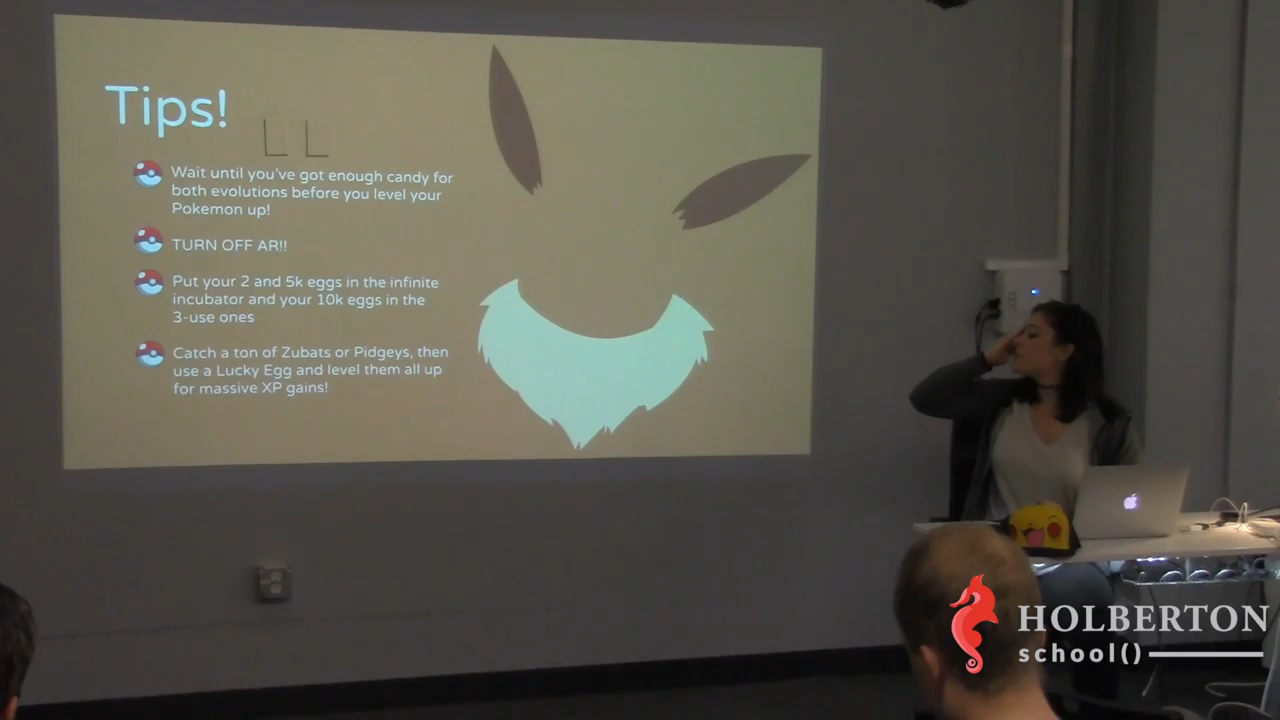 Tips!
Wait until you've got enough candy for
both evolutions before you level your
Pokemon up!
TURN OFF AR!!
Put your 2 and 5k eggs in the infinite
incubator and your 10k eggs in the
3-use ones
Catch a ton of Zubats or Pidgeys, then
use a Lucky Egg and level them all up
for massive XP gains!
HOLBERTON
school()